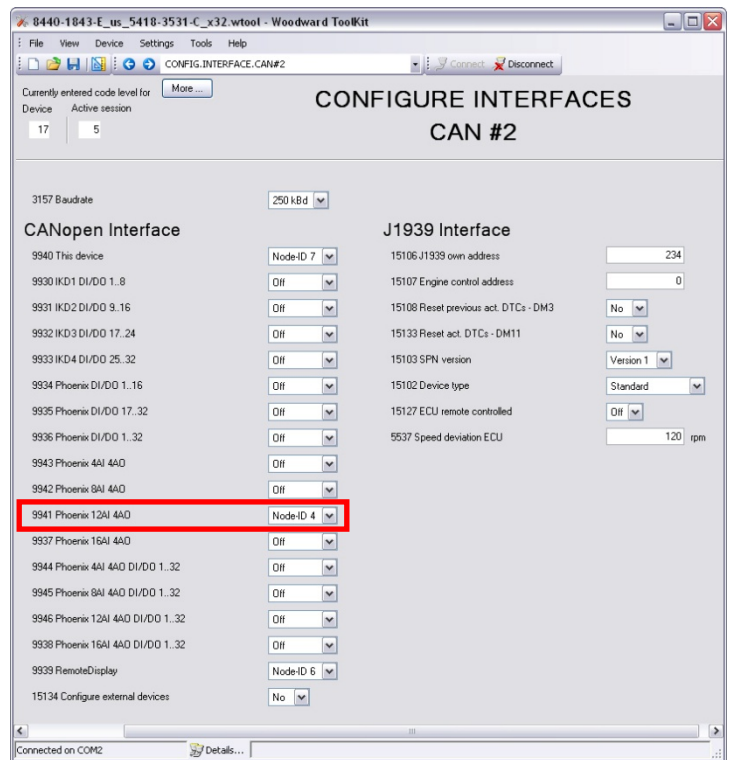 8440-1843-E_us_5418-3531-C_x32.wtool - Woodward ToolKit
File View Device Settings Tools Help
CONFIG.INTERFACE.CAN#2 Connect Disconnect
Currently entered code level for More ...
Device Active session
17 5
CONFIGURE INTERFACES
CAN #2
3157 Baudrate 250 kBd
CANopen Interface
9940 This device Node-ID 7
9930 IKD1 DI/DO 1..8 Off
9931 IKD2 DI/DO 9..16 Off
9932 IKD3 DI/DO 17..24 Off
9933 IKD4 DI/DO 25..32 Off
9934 Phoenix DI/DO 1..16 Off
9935 Phoenix DI/DO 17..32 Off
9936 Phoenix DI/DO 1..32 Off
9943 Phoenix 4AI 4AO Off
9942 Phoenix 8AI 4AO Off
9941 Phoenix 12AI 4AO Node-ID 4
9937 Phoenix 16AI 4AO Off
9944 Phoenix 4AI 4AO DI/DO 1..32 Off
9945 Phoenix 8AI 4AO DI/DO 1..32 Off
9946 Phoenix 12AI 4AO DI/DO 1..32 Off
9938 Phoenix 16AI 4AO DI/DO 1..32 Off
9939 RemoteDisplay Node-ID 6
15134 Configure external devices No
J1939 Interface
15106 J1939 own address 234
15107 Engine control address 0
15108 Reset previous act. DTCs - DM3 No
15133 Reset act. DTCs - DM11 No
15103 SPN version Version 1
15102 Device type Standard
15127 ECU remote controlled Off
5537 Speed deviation ECU 120 rpm
Connected on COM2 Details...